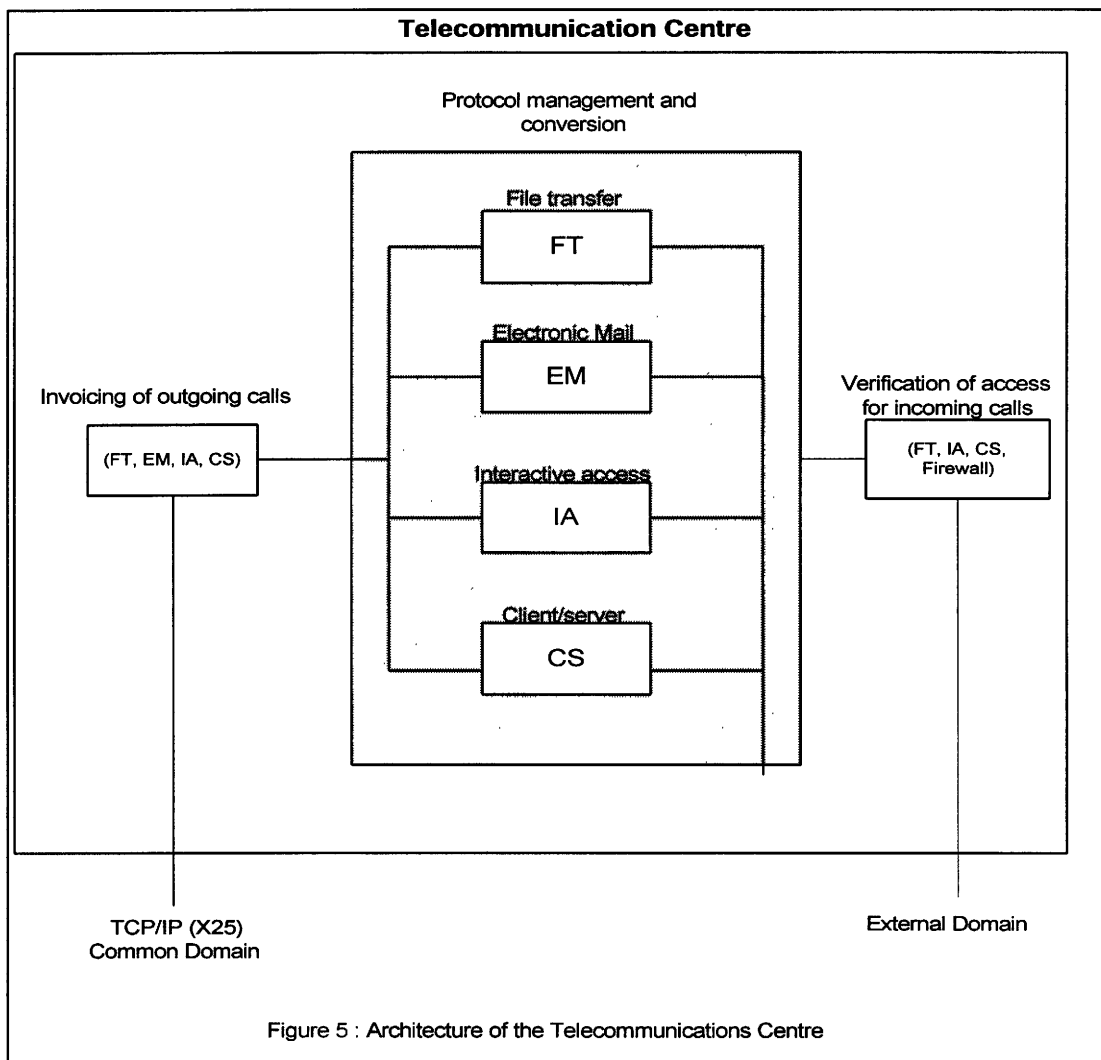 Telecommunication Centre
Protocol management and
conversion
File transfer
FT
Electronic Mail
EM
Invoicing of outgoing calls
(FT, EM, IA, CS)
Verification of access
for incoming calls
(FT, IA, CS,
Firewall)
Interactive access
IA
Client/server
CS
TCP/IP (X25)
Common Domain
External Domain
Figure 5 : Architecture of the Telecommunications Centre